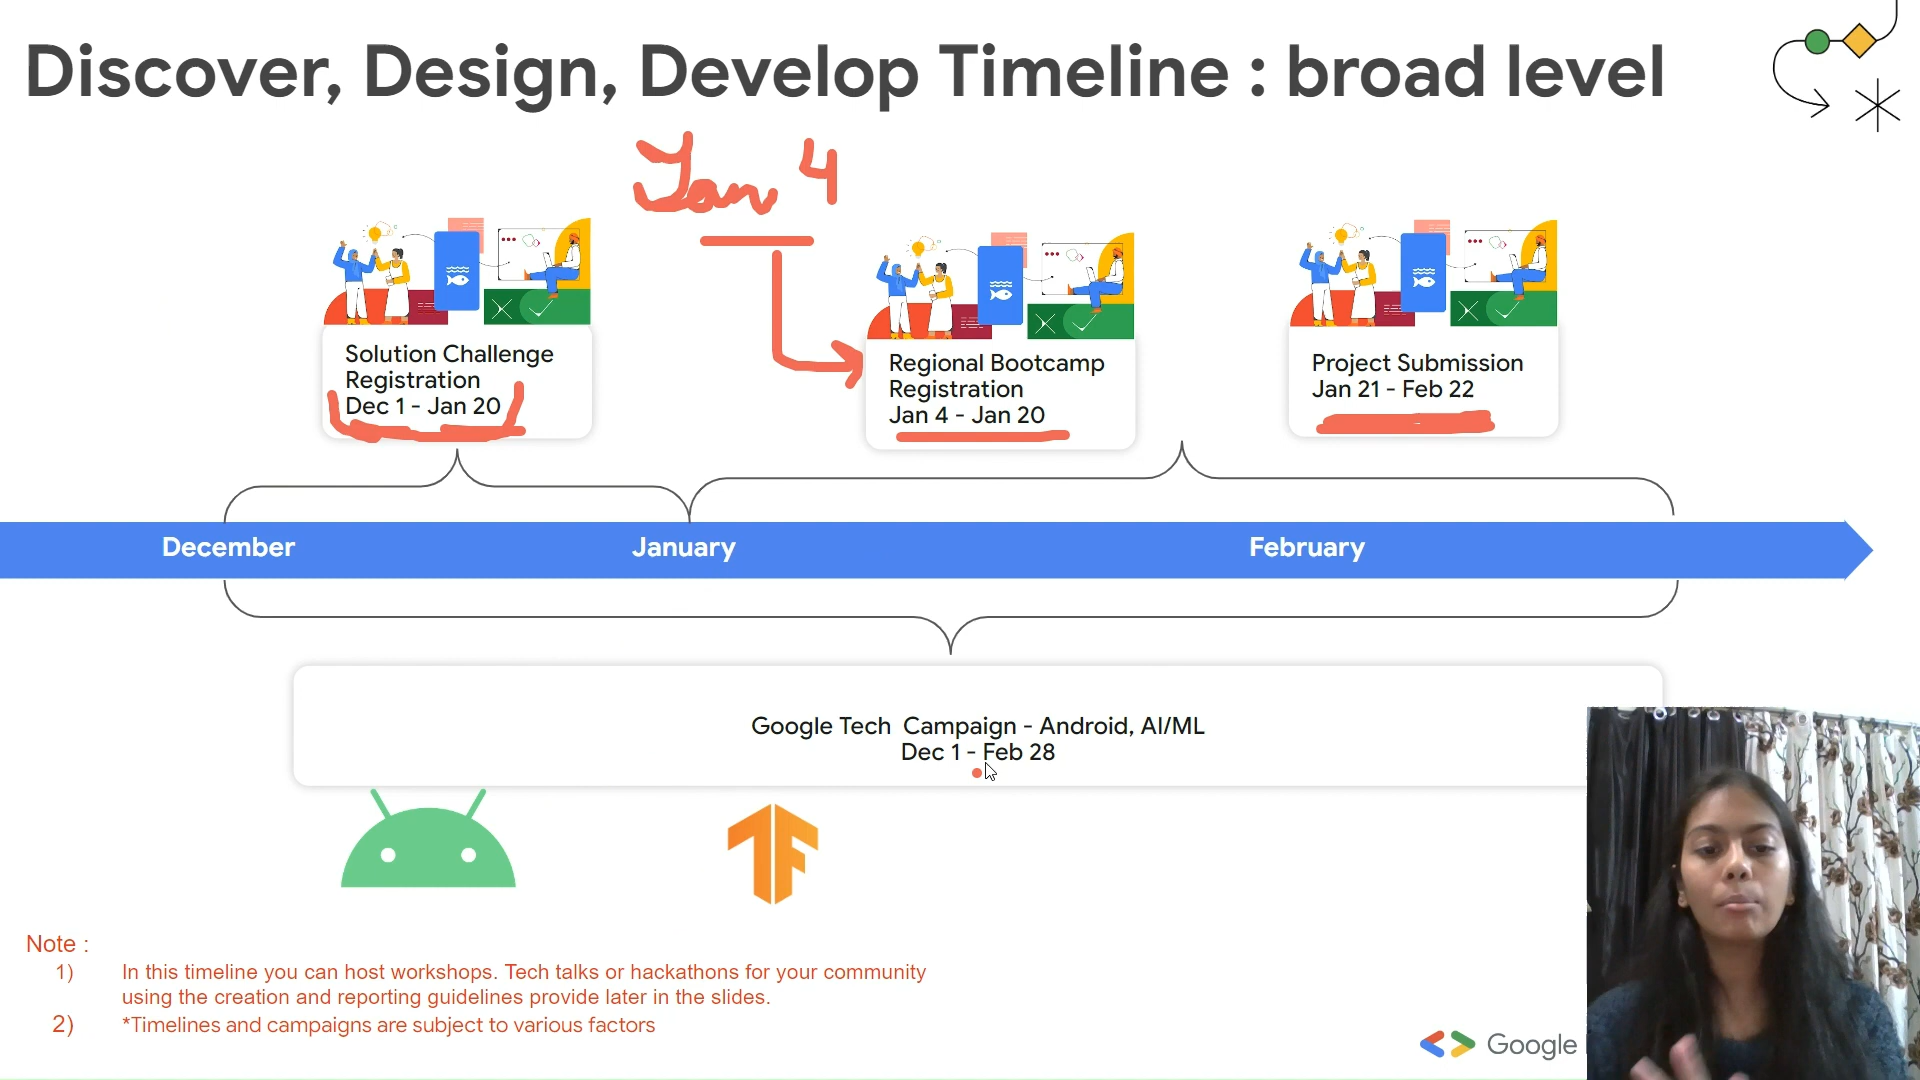 Discover, Design, Develop Timeline : broad level
Jan 4
Solution Challenge
Registration
Dec 1 - Jan 20
Regional Bootcamp
Registration
Jan 4 - Jan 20
Project Submission
Jan 21 - Feb 22
December
January
February
Google Tech Campaign - Android, AI/ML
Dec 1 - Feb 28
Note :
1) In this timeline you can host workshops. Tech talks or hackathons for your community
using the creation and reporting guidelines provide later in the slides.
2) *Timelines and campaigns are subject to various factors
Google